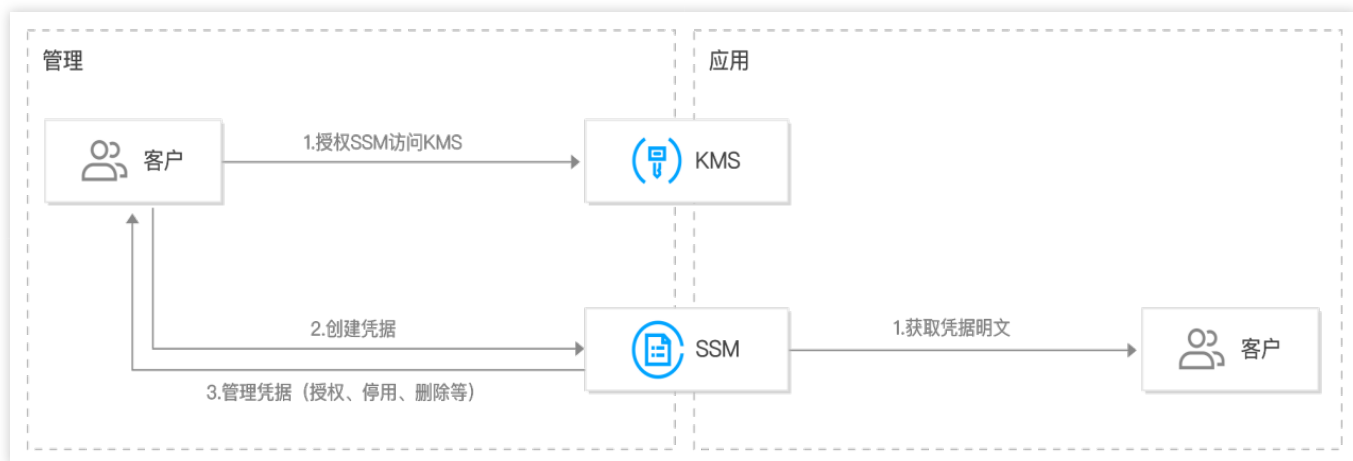 管理
应用
客户
1.授权SSM访问KMS
KMS
2.创建凭据
SSM
1.获取凭据明文
客户
3.管理凭据（授权、停用、删除等）